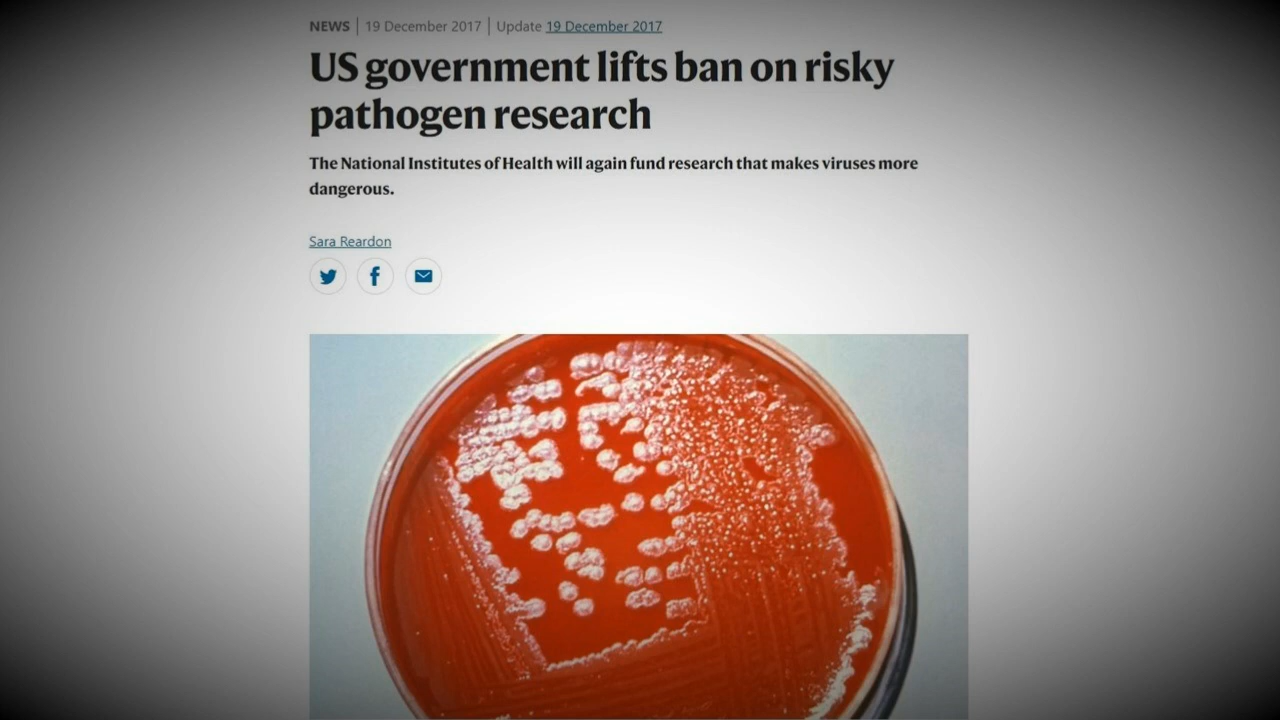 NEWS | 19 December 2017 | Update 19 December 2017
US government lifts ban on risky
pathogen research
The National Institutes of Health will again fund research that makes viruses more
dangerous.
Sara Reardon